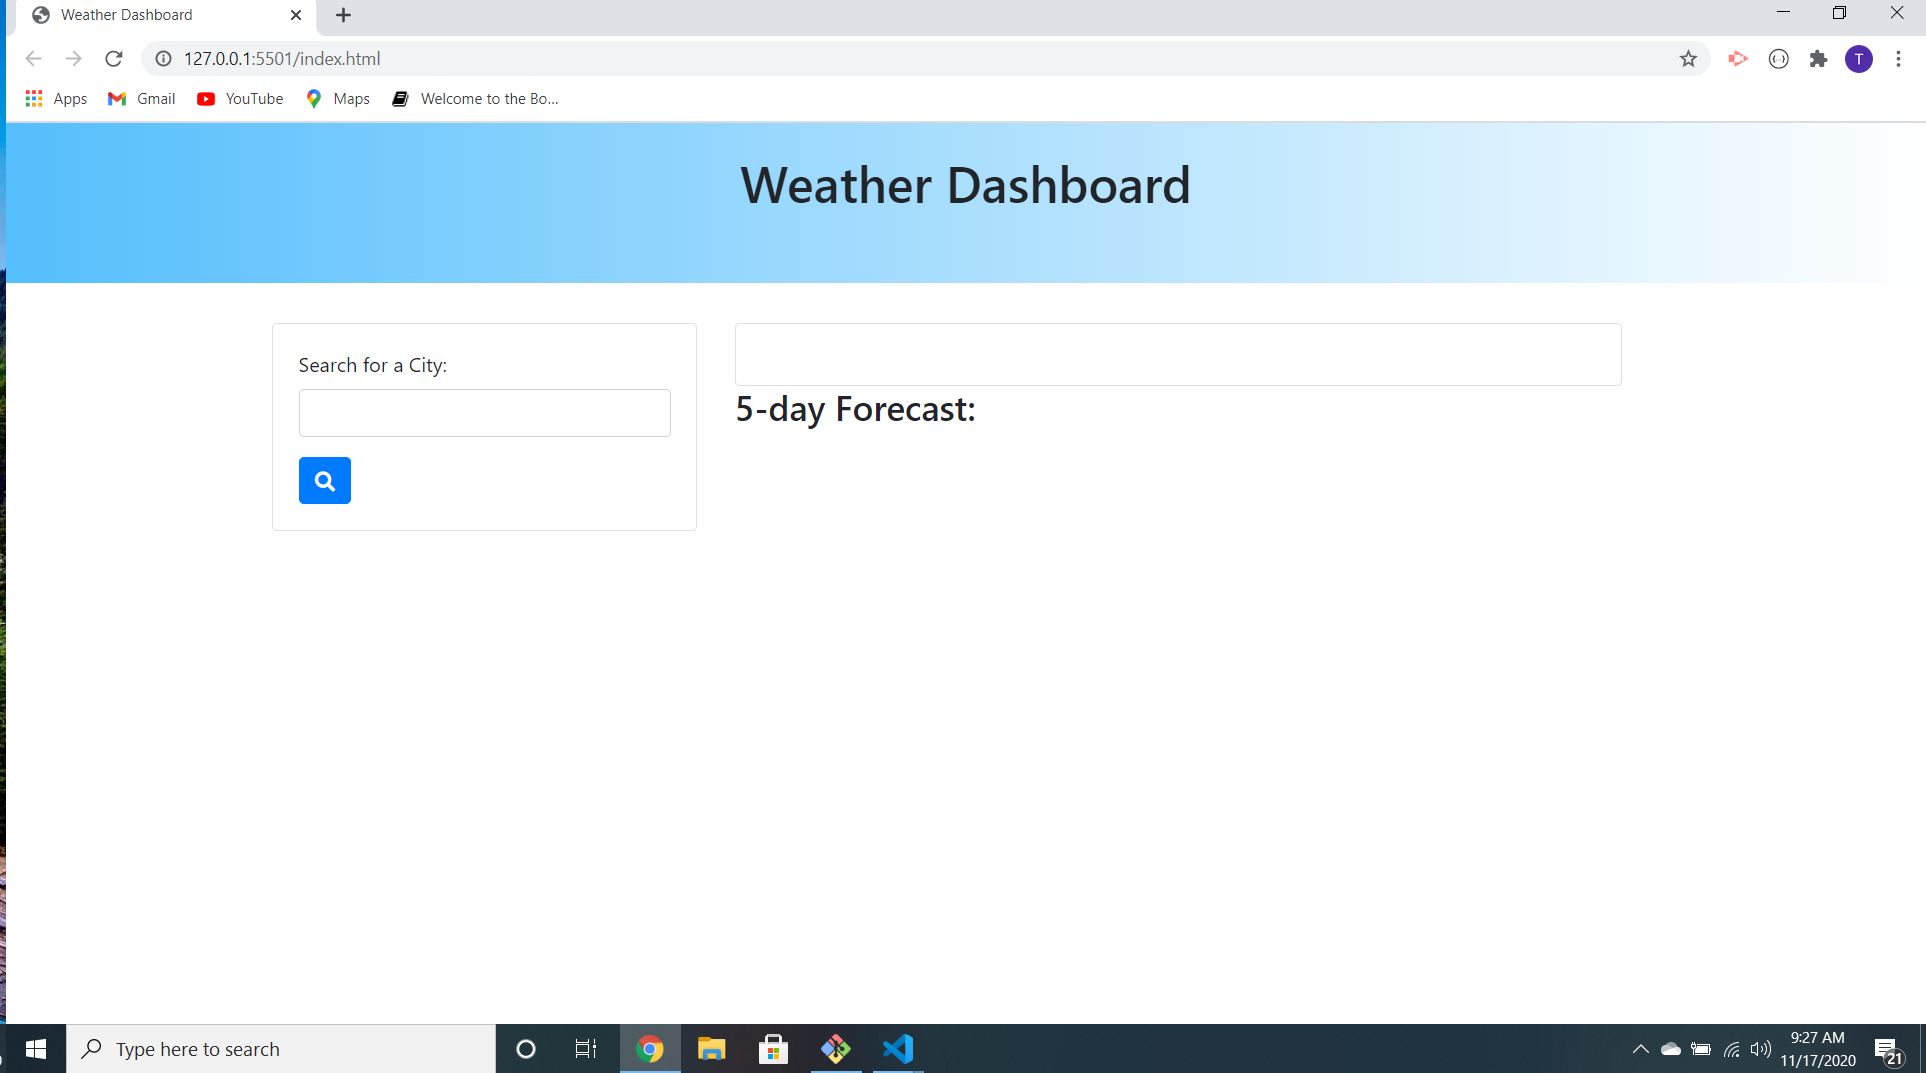 Weather Dashboard
127.0.0.1:5501/index.html
T
Apps Gmail YouTube Maps Welcome to the Bo...
Weather Dashboard
Search for a City:
5-day Forecast:
Type here to search
9:27 AM
11/17/2020
21